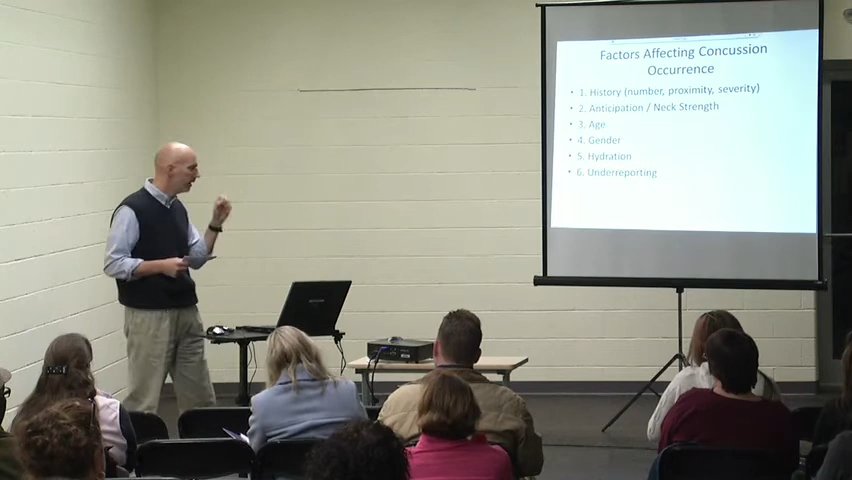 Factors Affecting Concussion
Occurrence
• 1. History (number, proximity, severity)
• 2. Anticipation / Neck Strength
• 3. Age
• 4. Gender
• 5. Hydration
• 6. Underreporting